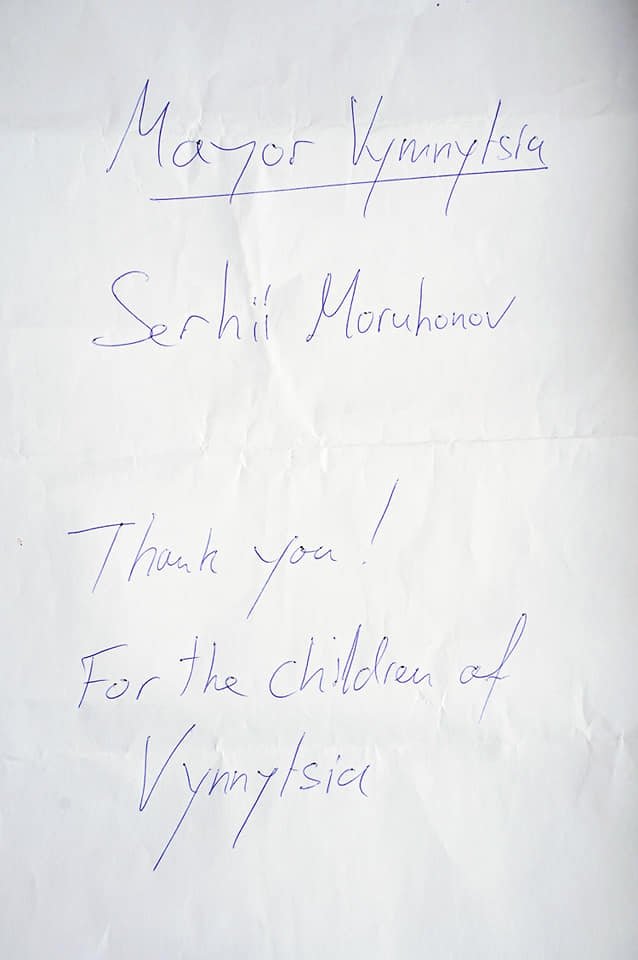 Mayor Vynnytsia
Serhii Moruhonov
Thank you!
For the children of
Vynnytsia